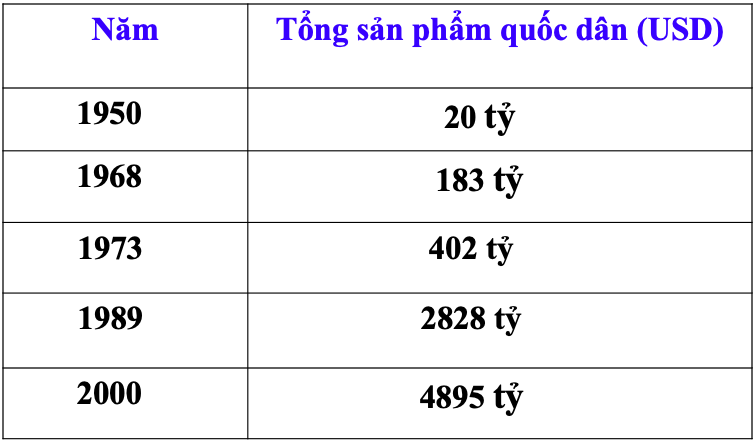 Năm Tổng sản phẩm quốc dân (USD)
1950 20 tỷ
1968 183 tỷ
1973 402 tỷ
1989 2828 tỷ
2000 4895 tỷ